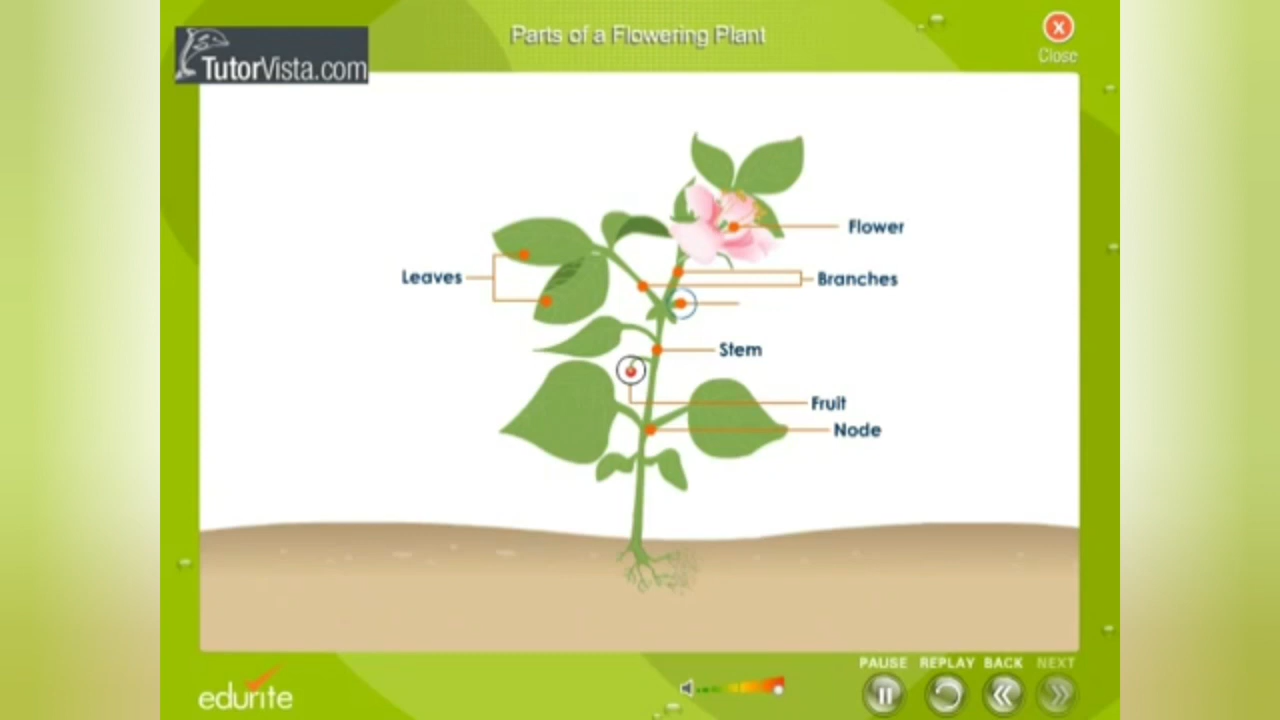 Parts of a Flowering Plant
Close
TutorVista.com
Flower
Leaves
Branches
Stem
Fruit
Node
PAUSE REPLAY BACK NEXT
edurite